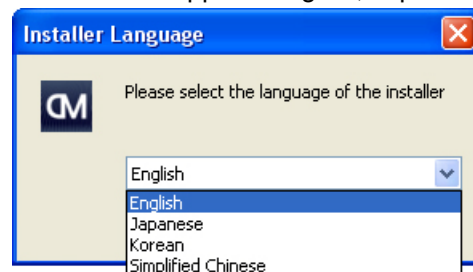 Installer Language
Please select the language of the installer
English
English
Japanese
Korean
Simplified Chinese